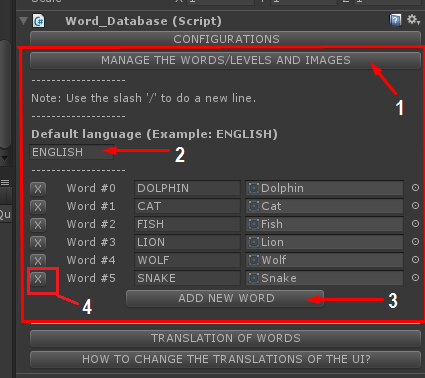 Word_Database (Script)
CONFIGURATIONS
MANAGE THE WORDS/LEVELS AND IMAGES
-------------------
1
Note: Use the slash '/' to do a new line.
-------------------
Default language (Example: ENGLISH)
ENGLISH 2
-------------------
X Word #0 DOLPHIN Dolphin
X Word #1 CAT Cat
X Word #2 FISH Fish
X Word #3 LION Lion
X Word #4 WOLF Wolf
X Word #5 SNAKE Snake
4 ADD NEW WORD 3
TRANSLATION OF WORDS
HOW TO CHANGE THE TRANSLATIONS OF THE UI?